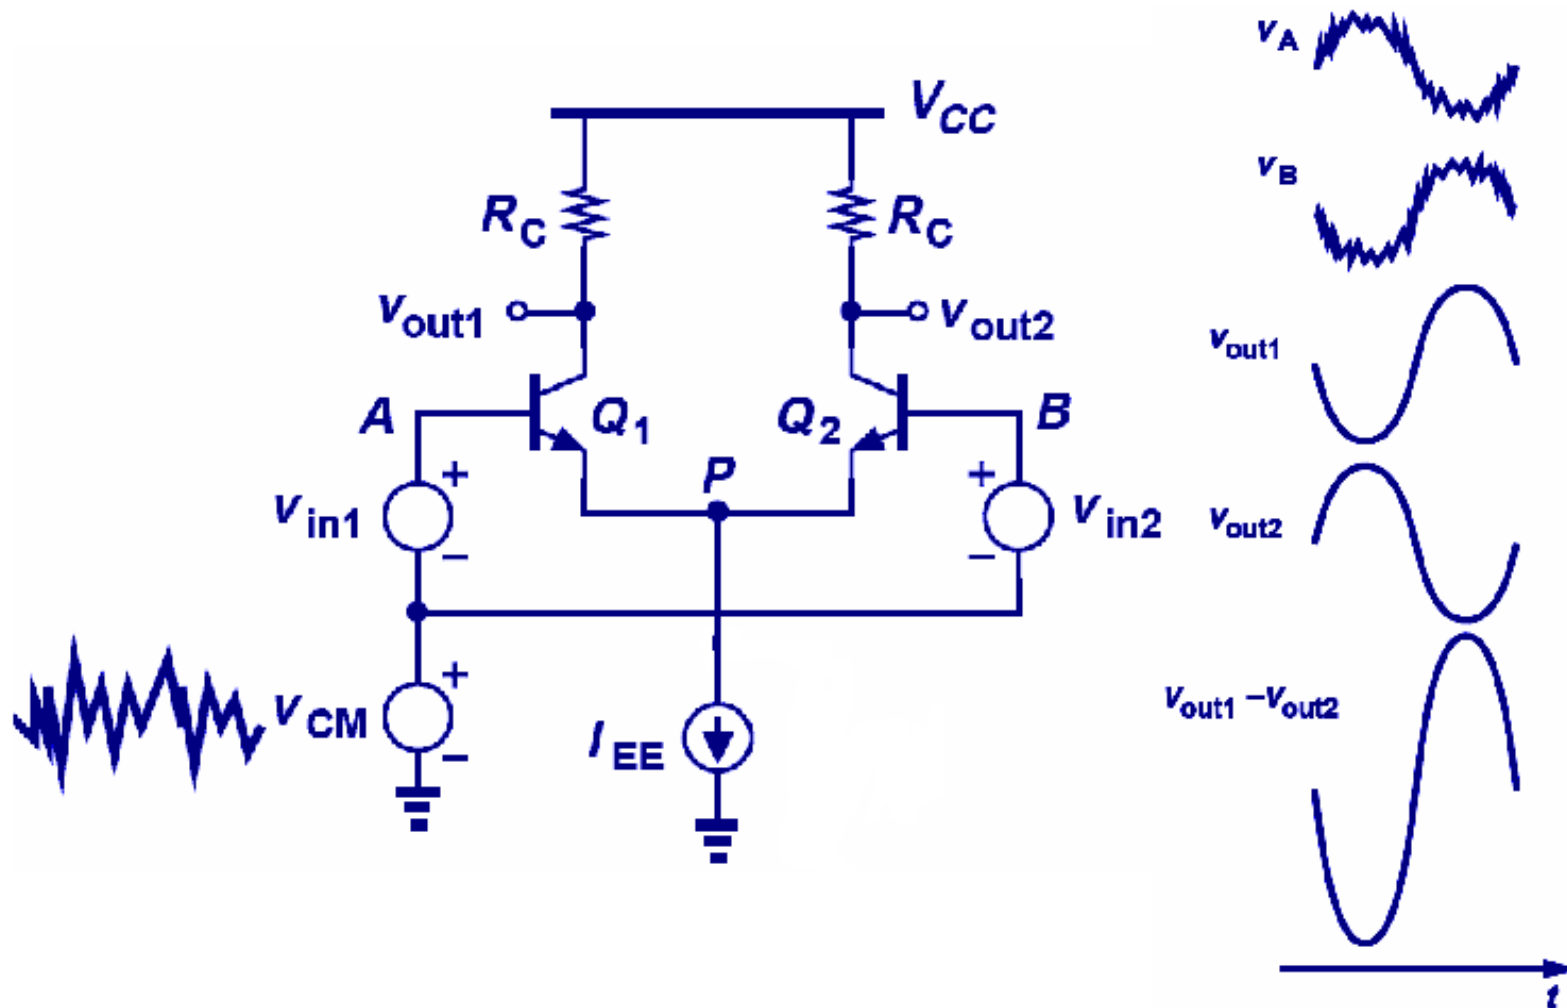 V_CC
R_C
R_C
v_out1
v_out2
A
Q_1
Q_2
B
P
v_in1
+
−
+
−
v_in2
v_CM
+
−
I_EE
v_A
v_B
v_out1
v_out2
v_out1 −v_out2
t